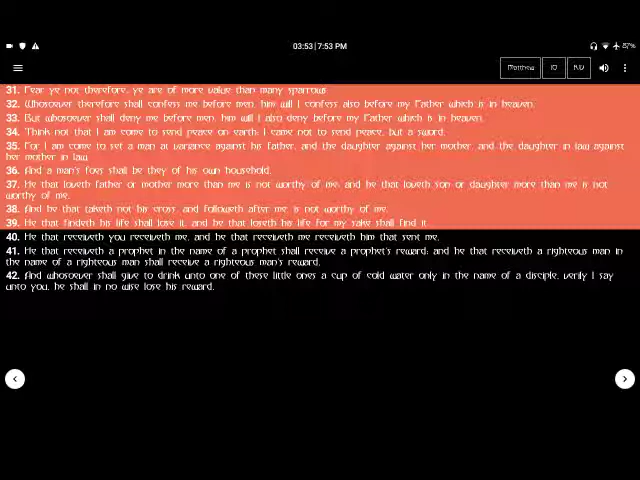 03:53 | 7:53 PM
87%
Matthew 10 KJV
31. Fear ye not therefore, ye are of more value than many sparrows.
32. Whosoever therefore shall confess me before men, him will I confess also before my Father which is in heaven.
33. But whosoever shall deny me before men, him will I also deny before my Father which is in heaven.
34. Think not that I am come to send peace on earth: I came not to send peace, but a sword.
35. For I am come to set a man at variance against his father, and the daughter against her mother, and the daughter in law against
her mother in law.
36. And a man's foes shall be they of his own household.
37. He that loveth father or mother more than me is not worthy of me: and he that loveth son or daughter more than me is not
worthy of me.
38. And he that taketh not his cross, and followeth after me, is not worthy of me.
39. He that findeth his life shall lose it: and he that loseth his life for my sake shall find it.
40. He that receiveth you receiveth me, and he that receiveth me receiveth him that sent me.
41. He that receiveth a prophet in the name of a prophet shall receive a prophet's reward; and he that receiveth a righteous man in
the name of a righteous man shall receive a righteous man's reward.
42. And whosoever shall give to drink unto one of these little ones a cup of cold water only in the name of a disciple, verily I say
unto you, he shall in no wise lose his reward.